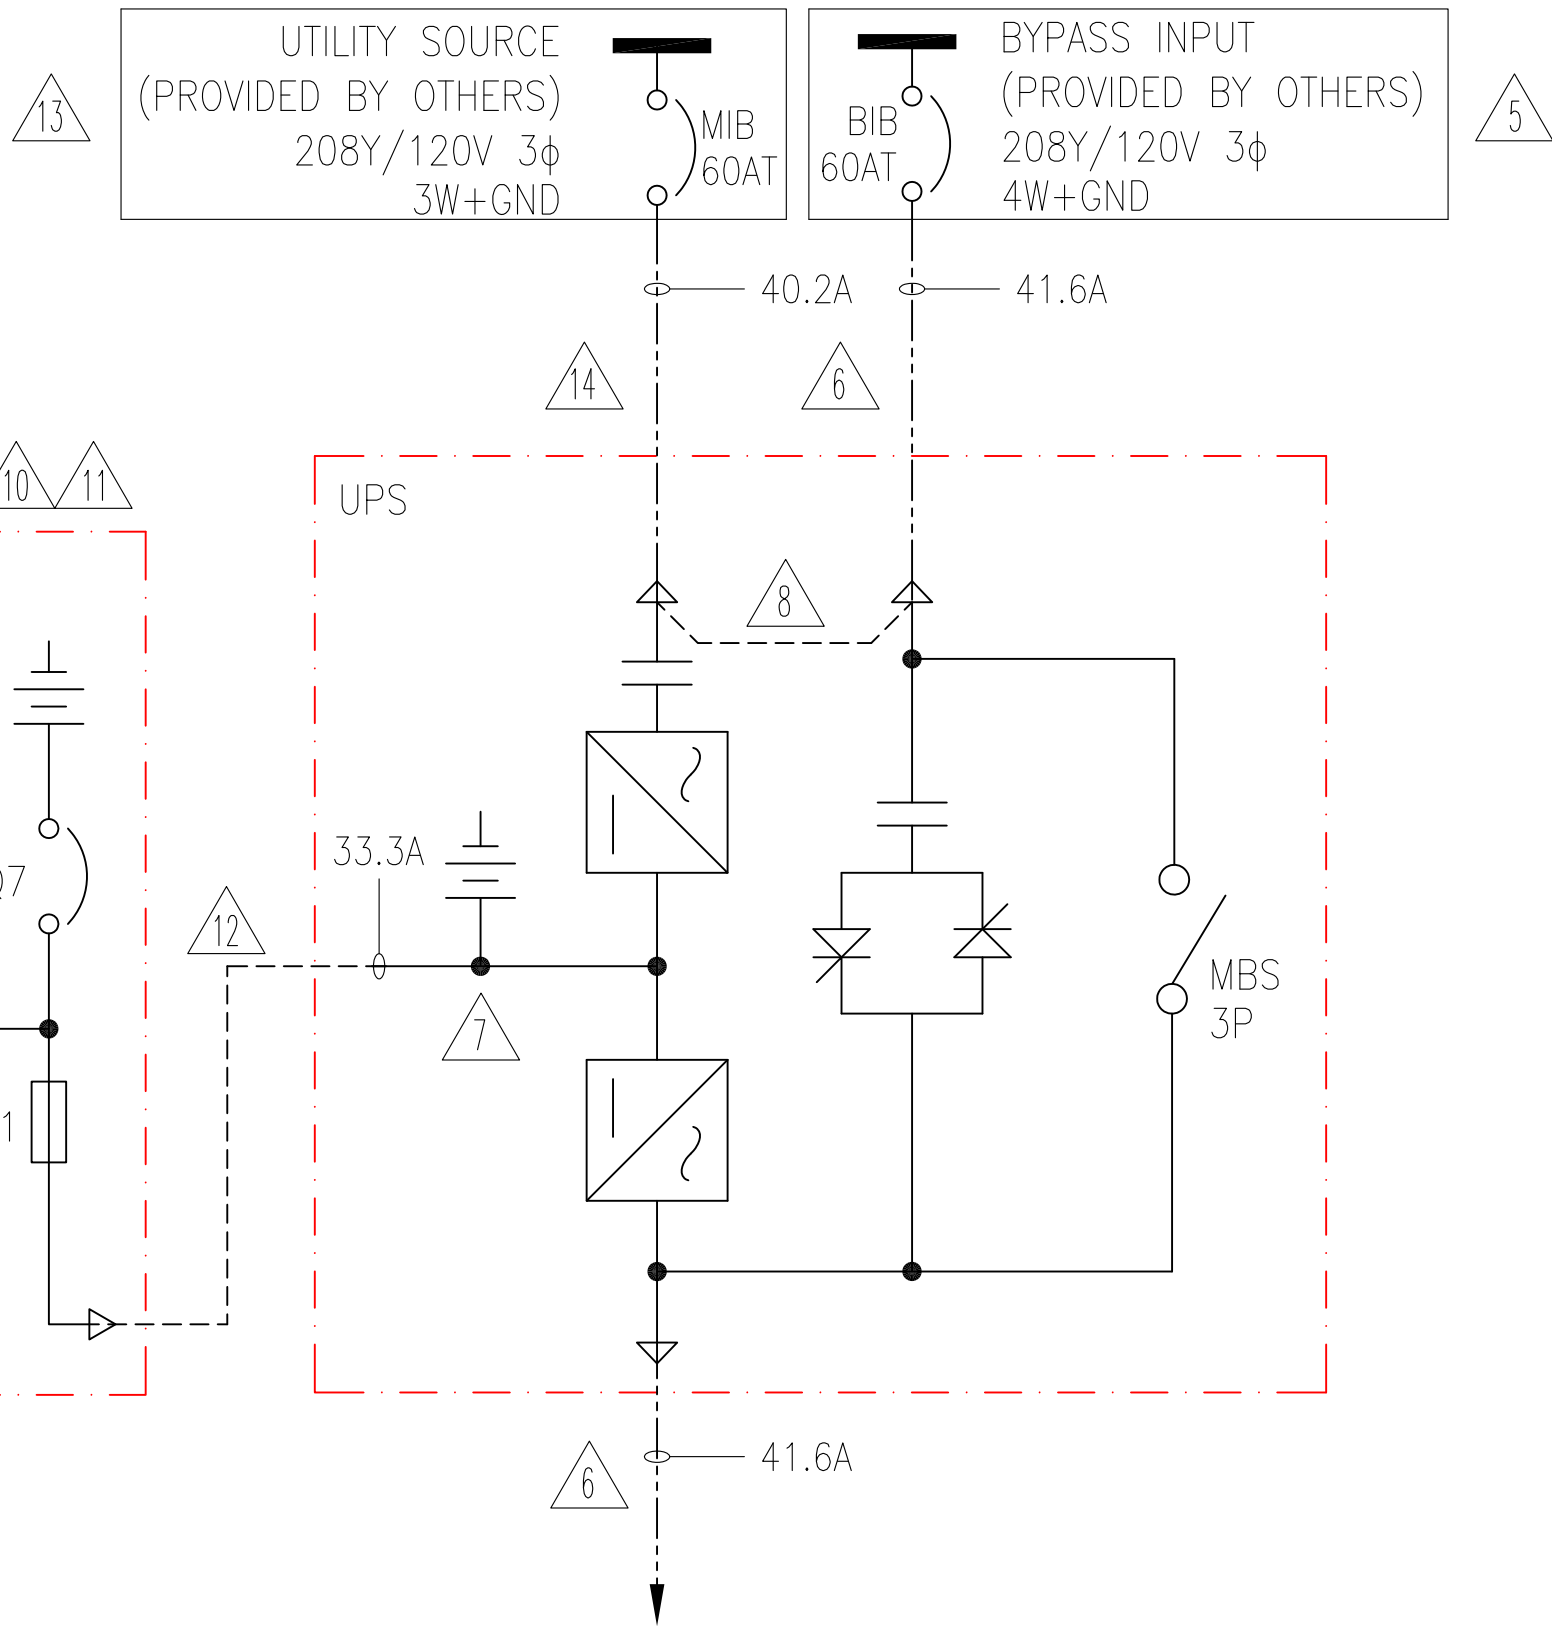 UTILITY SOURCE
(PROVIDED BY OTHERS)
208Y/120V 3ϕ
3W+GND
MIB
60AT
BYPASS INPUT
(PROVIDED BY OTHERS)
208Y/120V 3ϕ
4W+GND
BIB
60AT
13
5
40.2A
41.6A
14
6
10
11
UPS
8
33.3A
Q7
12
7
MBS
3P
1
6
41.6A